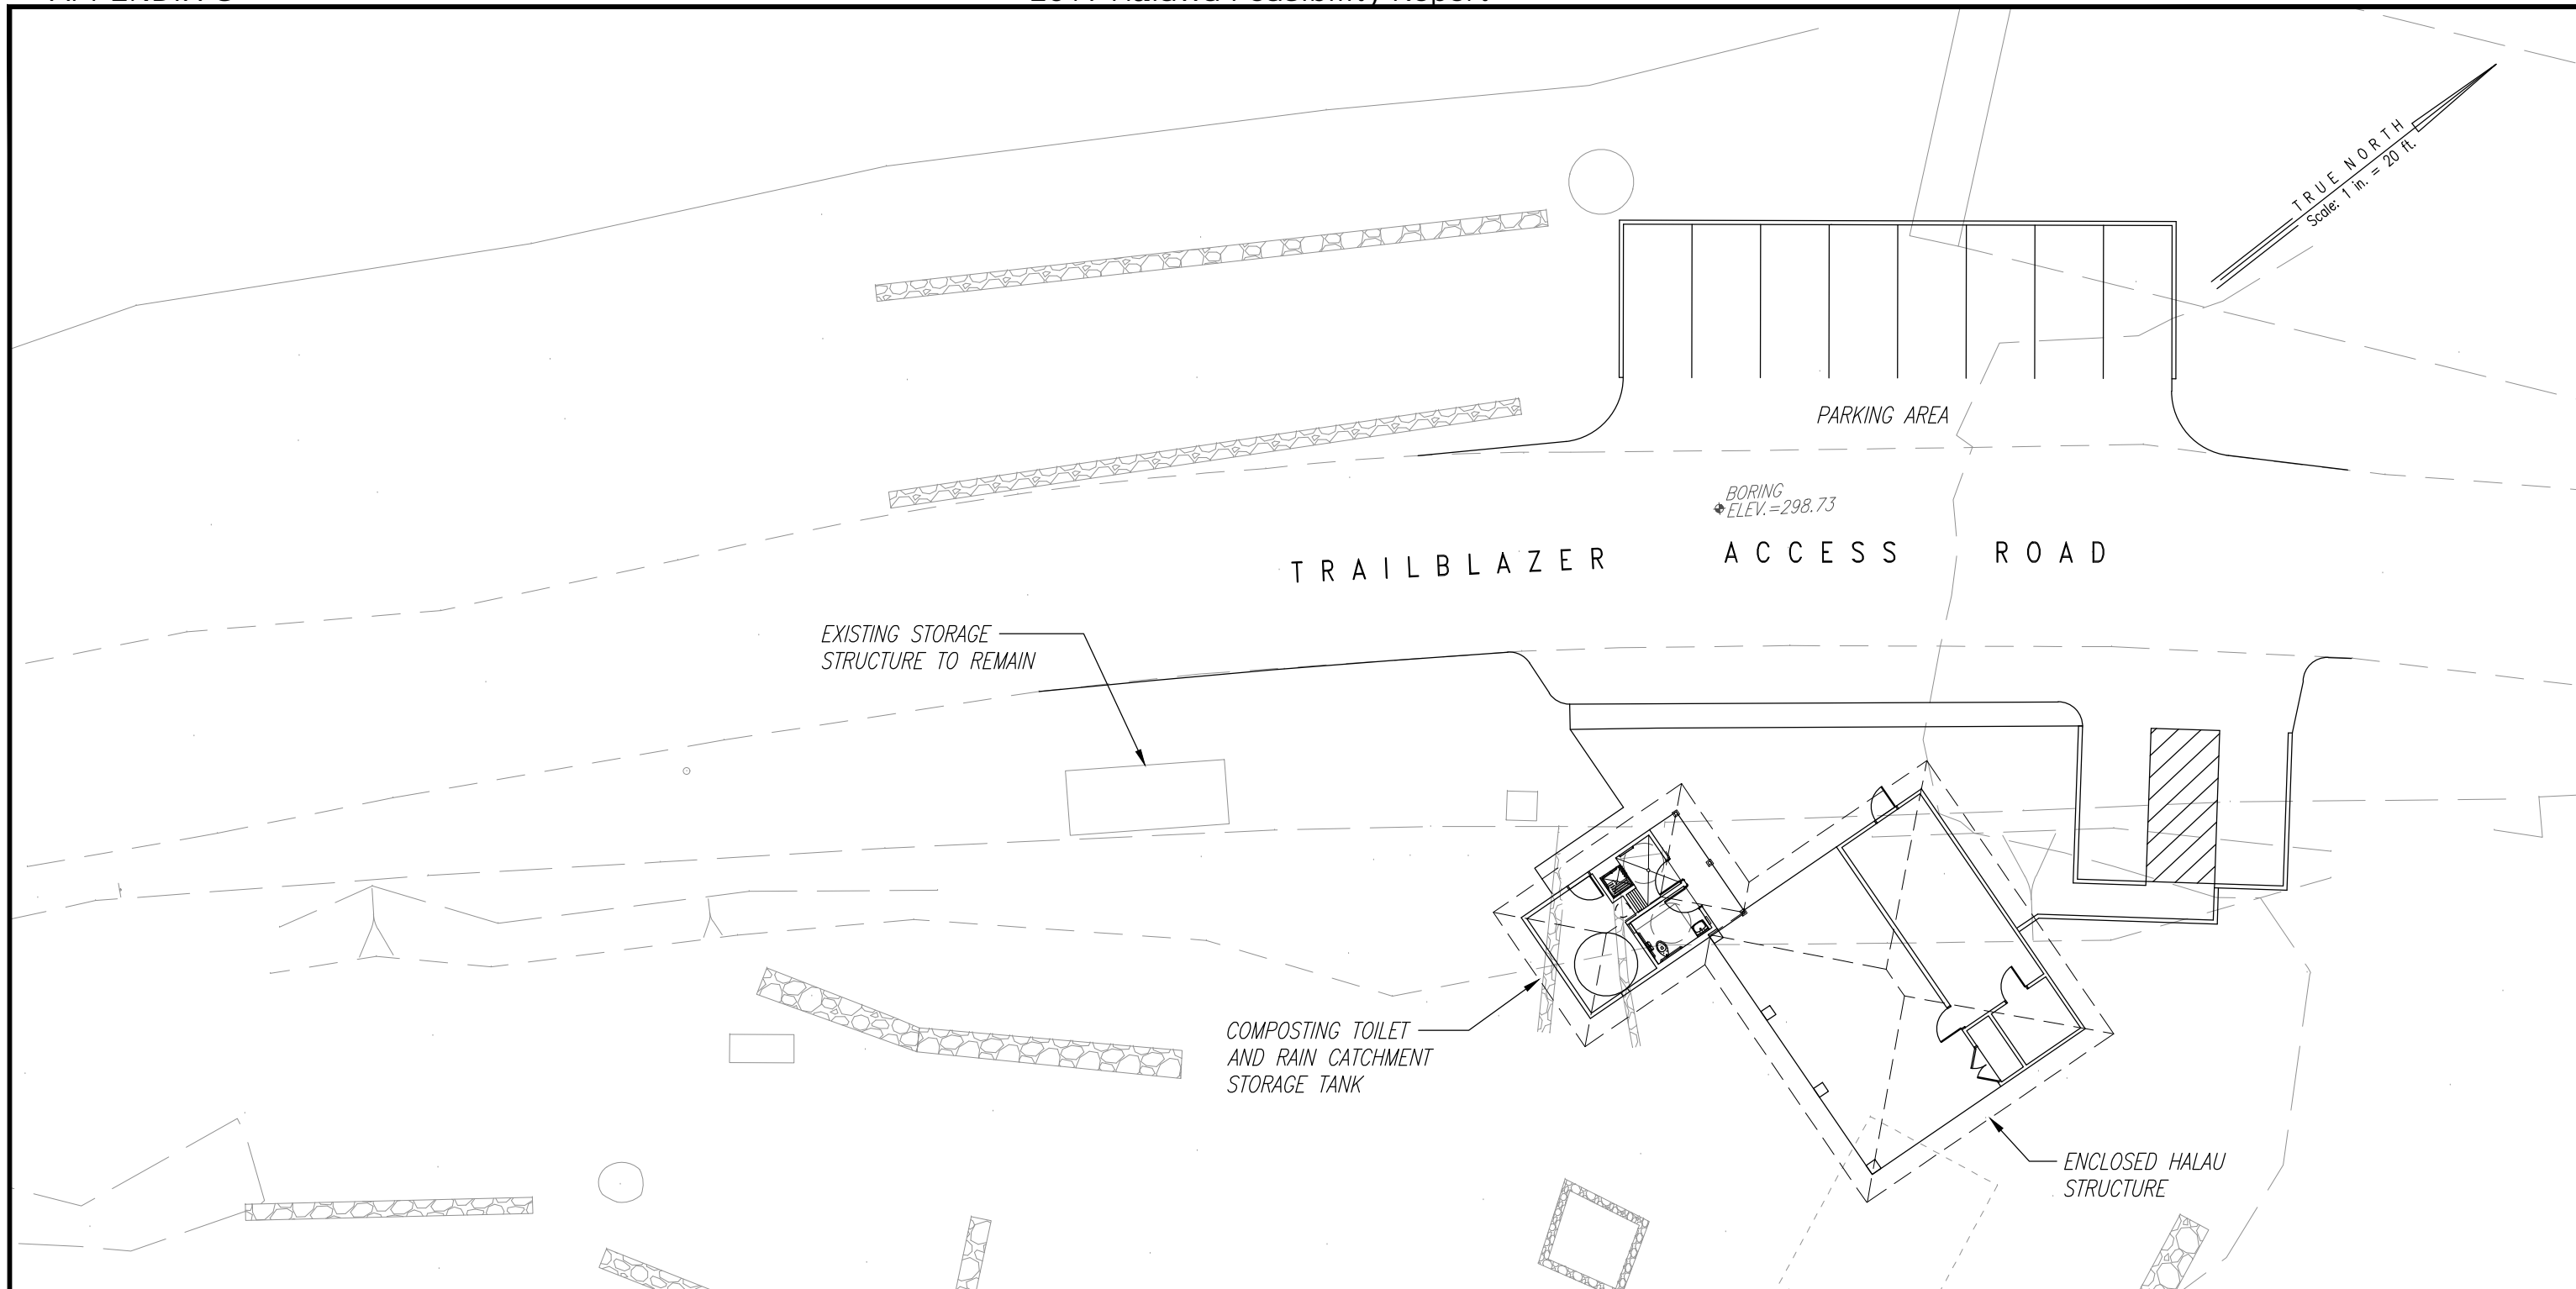 TRUE NORTH
Scale: 1 in. = 20 ft.
PARKING AREA
BORING
ELEV.=298.73
TRAILBLAZER ACCESS ROAD
EXISTING STORAGE
STRUCTURE TO REMAIN
COMPOSTING TOILET
AND RAIN CATCHMENT
STORAGE TANK
ENCLOSED HALAU
STRUCTURE